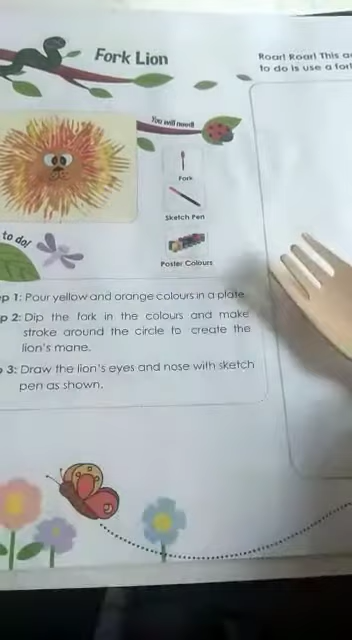 Fork Lion
Roar! Roar! This
to do is use a
You will need!
Fork
Sketch Pen
Poster Colours
to do!
p 1: Pour yellow and orange colours in a plate
p 2: Dip the fork in the colours and make
stroke around the circle to create the
lion's mane.
3: Draw the lion's eyes and nose with sketch
pen as shown.